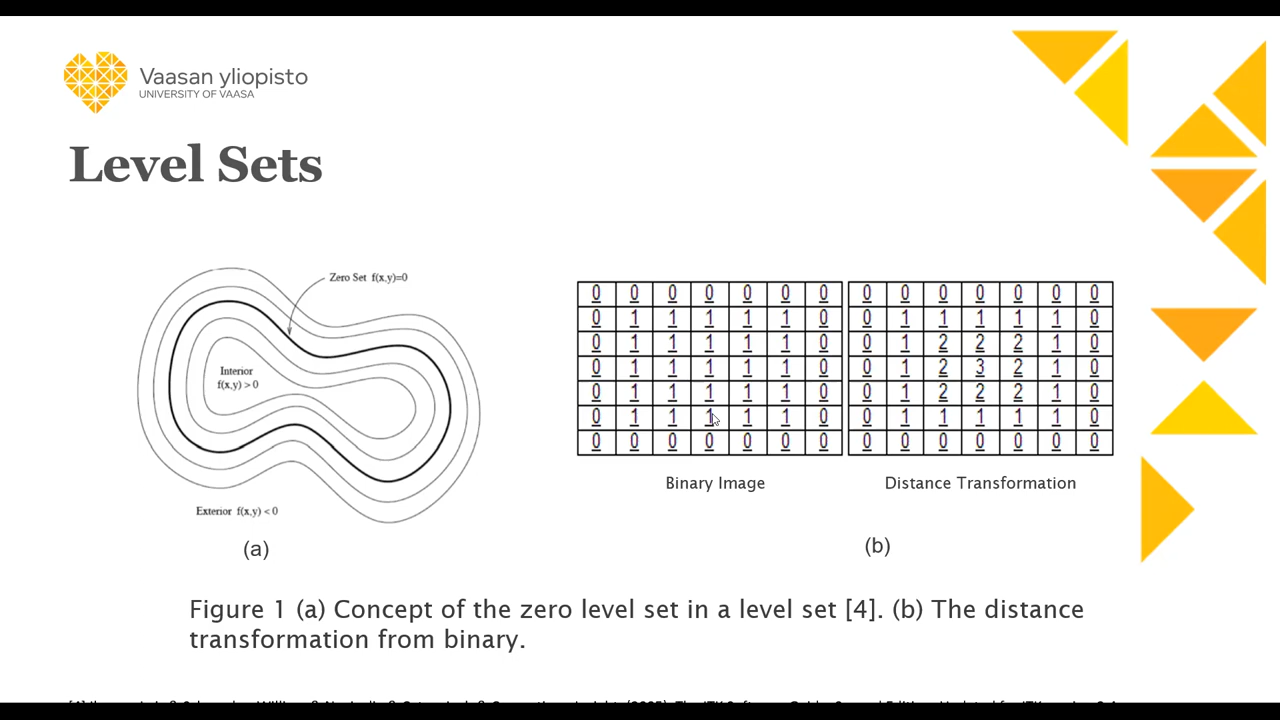 Vaasan yliopisto
UNIVERSITY OF VAASA
Level Sets
Zero Set f(x,y)=0
Interior
f(x,y) > 0
Exterior f(x,y) < 0
(a)
0 0 0 0 0 0 0
0 1 1 1 1 1 0
0 1 1 1 1 1 0
0 1 1 1 1 1 0
0 1 1 1 1 1 0
0 1 1 1 1 1 0
0 0 0 0 0 0 0
Binary Image
0 0 0 0 0 0 0
0 1 1 1 1 1 0
0 1 2 2 2 1 0
0 1 2 3 2 1 0
0 1 2 2 2 1 0
0 1 1 1 1 1 0
0 0 0 0 0 0 0
Distance Transformation
(b)
Figure 1 (a) Concept of the zero level set in a level set [4]. (b) The distance
transformation from binary.